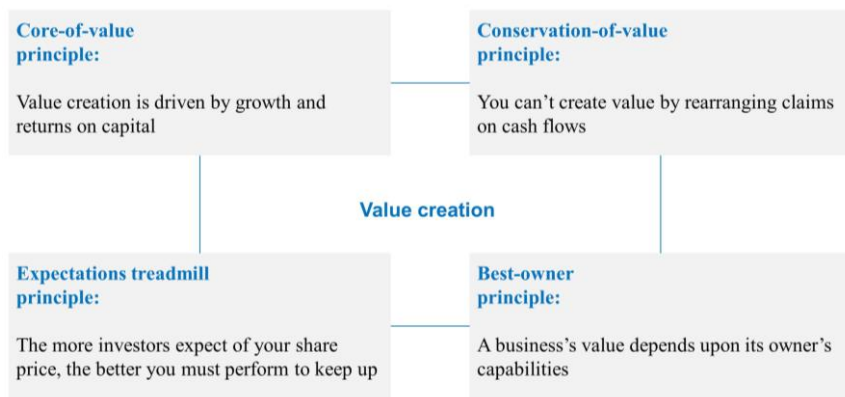 Core-of-value
principle:
Value creation is driven by growth and
returns on capital
Conservation-of-value
principle:
You can’t create value by rearranging claims
on cash flows
Value creation
Expectations treadmill
principle:
The more investors expect of your share
price, the better you must perform to keep up
Best-owner
principle:
A business’s value depends upon its owner’s
capabilities